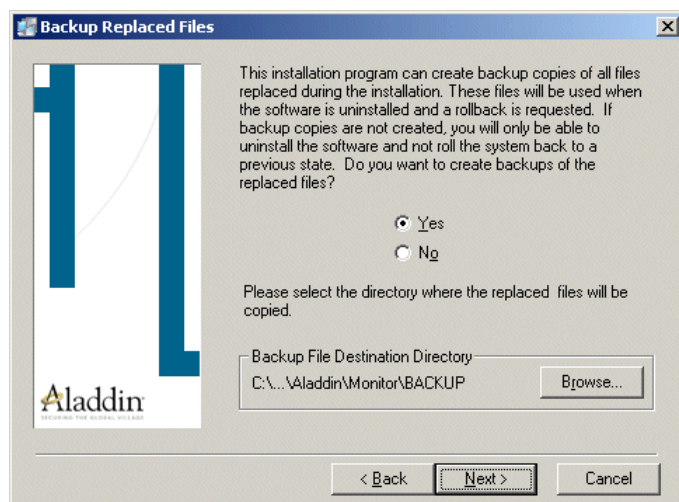 Backup Replaced Files
This installation program can create backup copies of all files
replaced during the installation. These files will be used when
the software is uninstalled and a rollback is requested. If
backup copies are not created, you will only be able to
uninstall the software and not roll the system back to a
previous state. Do you want to create backups of the
replaced files?
Yes
No
Please select the directory where the replaced files will be
copied.
Backup File Destination Directory
C:\...\Aladdin\Monitor\BACKUP
Browse...
Aladdin
SECURING THE GLOBAL VILLAGE
< Back
Next >
Cancel